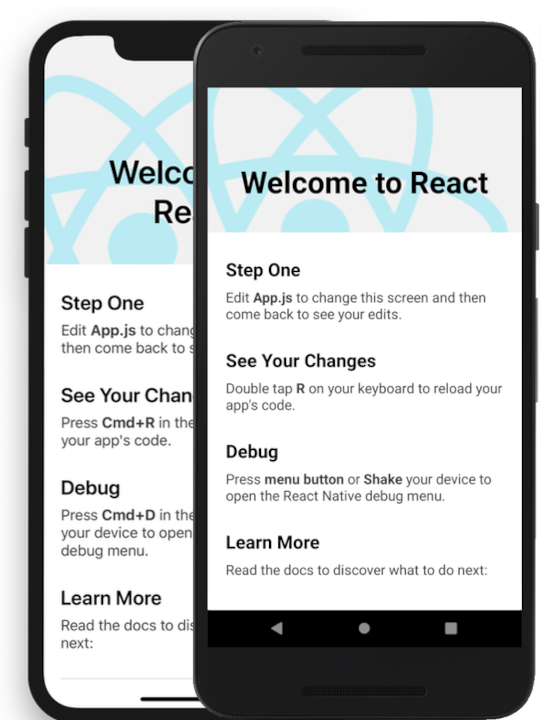 Welco
Re
Step One
Edit App.js to chang
then come back to s
See Your Chan
Press Cmd+R in the
your app's code.
Debug
Press Cmd+D in the
your device to open
debug menu.
Learn More
Read the docs to dis
next:
Welcome to React
Step One
Edit App.js to change this screen and then
come back to see your edits.
See Your Changes
Double tap R on your keyboard to reload your
app's code.
Debug
Press menu button or Shake your device to
open the React Native debug menu.
Learn More
Read the docs to discover what to do next: